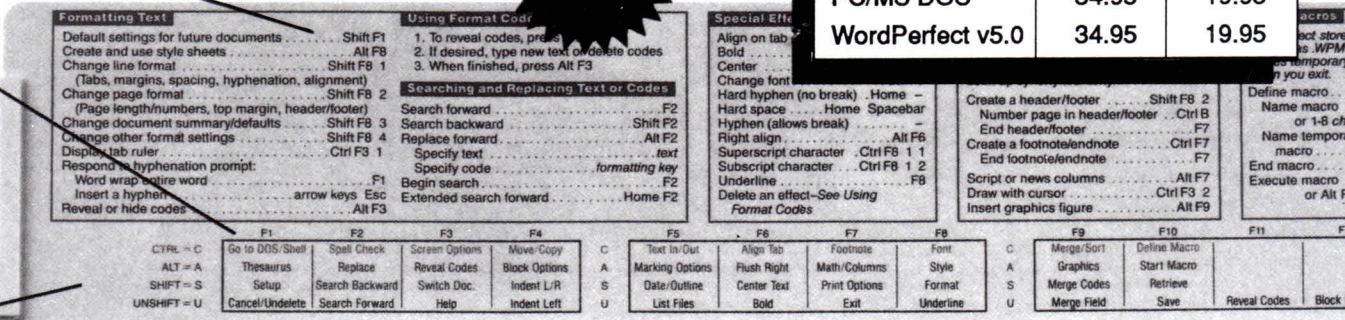 Formatting Text
Default settings for future documents . . . . . . . Shift F1
Create and use style sheets . . . . . . . . . . . . . . Alt F8
Change line format . . . . . . . . . . . . . . . . . Shift F8 1
(Tabs, margins, spacing, hyphenation, alignment)
Change page format . . . . . . . . . . . . . . . . Shift F8 2
(Page length/numbers, top margin, header/footer)
Change document summary/defaults . . . . Shift F8 3
Change other format settings . . . . . . . . . Shift F8 4
Display tab ruler . . . . . . . . . . . . . . . . . . . Ctrl F3 1
Respond to hyphenation prompt:
Word wrap entire word . . . . . . . . . . . . . . . . . . F1
Insert a hyphen . . . . . . . . . . . . . arrow keys Esc
Reveal or hide codes . . . . . . . . . . . . . . . . . . Alt F3
Using Format
1. To reveal codes,
2. If desired, type new text or delete codes
3. When finished, press Alt F3
Searching and Replacing Text or Codes
Search forward . . . . . . . . . . . . . . . . . . . . . . F2
Search backward . . . . . . . . . . . . . . . . . . Shift F2
Replace forward . . . . . . . . . . . . . . . . . . . . Alt F2
Specify text . . . . . . . . . . . . . . . . . . . . . . . text
Specify code . . . . . . . . . . . . . . formatting key
Begin search . . . . . . . . . . . . . . . . . . . . . . . . F2
Extended search forward . . . . . . . . . . Home F2
Special
Align on tab
Bold
Center
Change font
Hard hyphen (no break) . Home –
Hard space . . . . Home Spacebar
Hyphen (allows break) . . . . . . . –
Right align . . . . . . . . . . . . . . . Alt F6
Superscript character . Ctrl F8 1 1
Subscript character . . Ctrl F8 1 2
Underline . . . . . . . . . . . . . . . . . F8
Delete an effect–See Using
Format Codes
34.95 19.95
WordPerfect v5.0 34.95 19.95
Create a header/footer . . . . . . Shift F8 2
Number page in header/footer . . Ctrl B
End header/footer . . . . . . . . . . . . F7
Create a footnote/endnote . . . . . Ctrl F7
End footnote/endnote . . . . . . . . . . F7
Script or news columns . . . . . . . . Alt F7
Draw with cursor . . . . . . . . . . . Ctrl F3 2
Insert graphics figure . . . . . . . . . . Alt F9
.WPM
temporary
you exit.
Define macro . .
Name macro
or 1-8
Name
macro . . . .
End macro . . . .
Execute macro
or Alt
F1 F2 F3 F4 F5 F6 F7 F8 F9 F10 F11
CTRL = C Go to DOS/Shell Spell Check Screen Options Move/Copy C Text In/Out Align Tab Footnote Font C Merge/Sort Define Macro
ALT = A Thesaurus Replace Reveal Codes Block Options A Marking Options Flush Right Math/Columns Style A Graphics Start Macro
SHIFT = S Setup Search Backward Switch Doc. Indent L/R S Date/Outline Center Text Print Options Format S Merge Codes Retrieve
UNSHIFT = U Cancel/Undelete Search Forward Help Indent Left U List Files Bold Exit Underline U Merge Field Save Reveal Codes Block